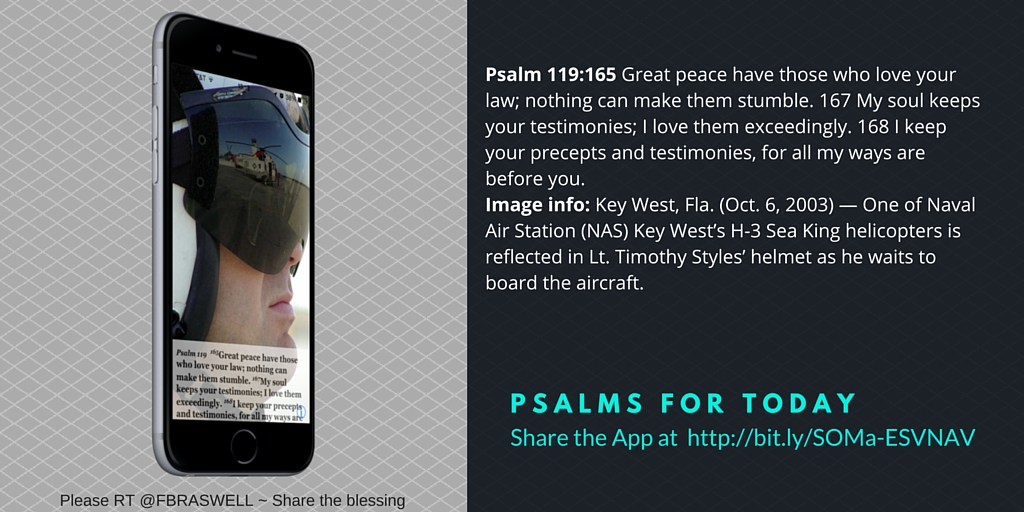 AT&T
Psalm 119 165Great peace have those
who love your law; nothing can
make them stumble. 167My soul
keeps your testimonies; I love them
exceedingly. 168I keep your precepts
and testimonies, for all my ways are
Please RT @FBRASWELL ~ Share the blessing
Psalm 119:165 Great peace have those who love your
law; nothing can make them stumble. 167 My soul keeps
your testimonies; I love them exceedingly. 168 I keep
your precepts and testimonies, for all my ways are
before you.
Image info: Key West, Fla. (Oct. 6, 2003) — One of Naval
Air Station (NAS) Key West’s H-3 Sea King helicopters is
reflected in Lt. Timothy Styles’ helmet as he waits to
board the aircraft.
PSALMS FOR TODAY
Share the App at http://bit.ly/SOMa-ESVNAV